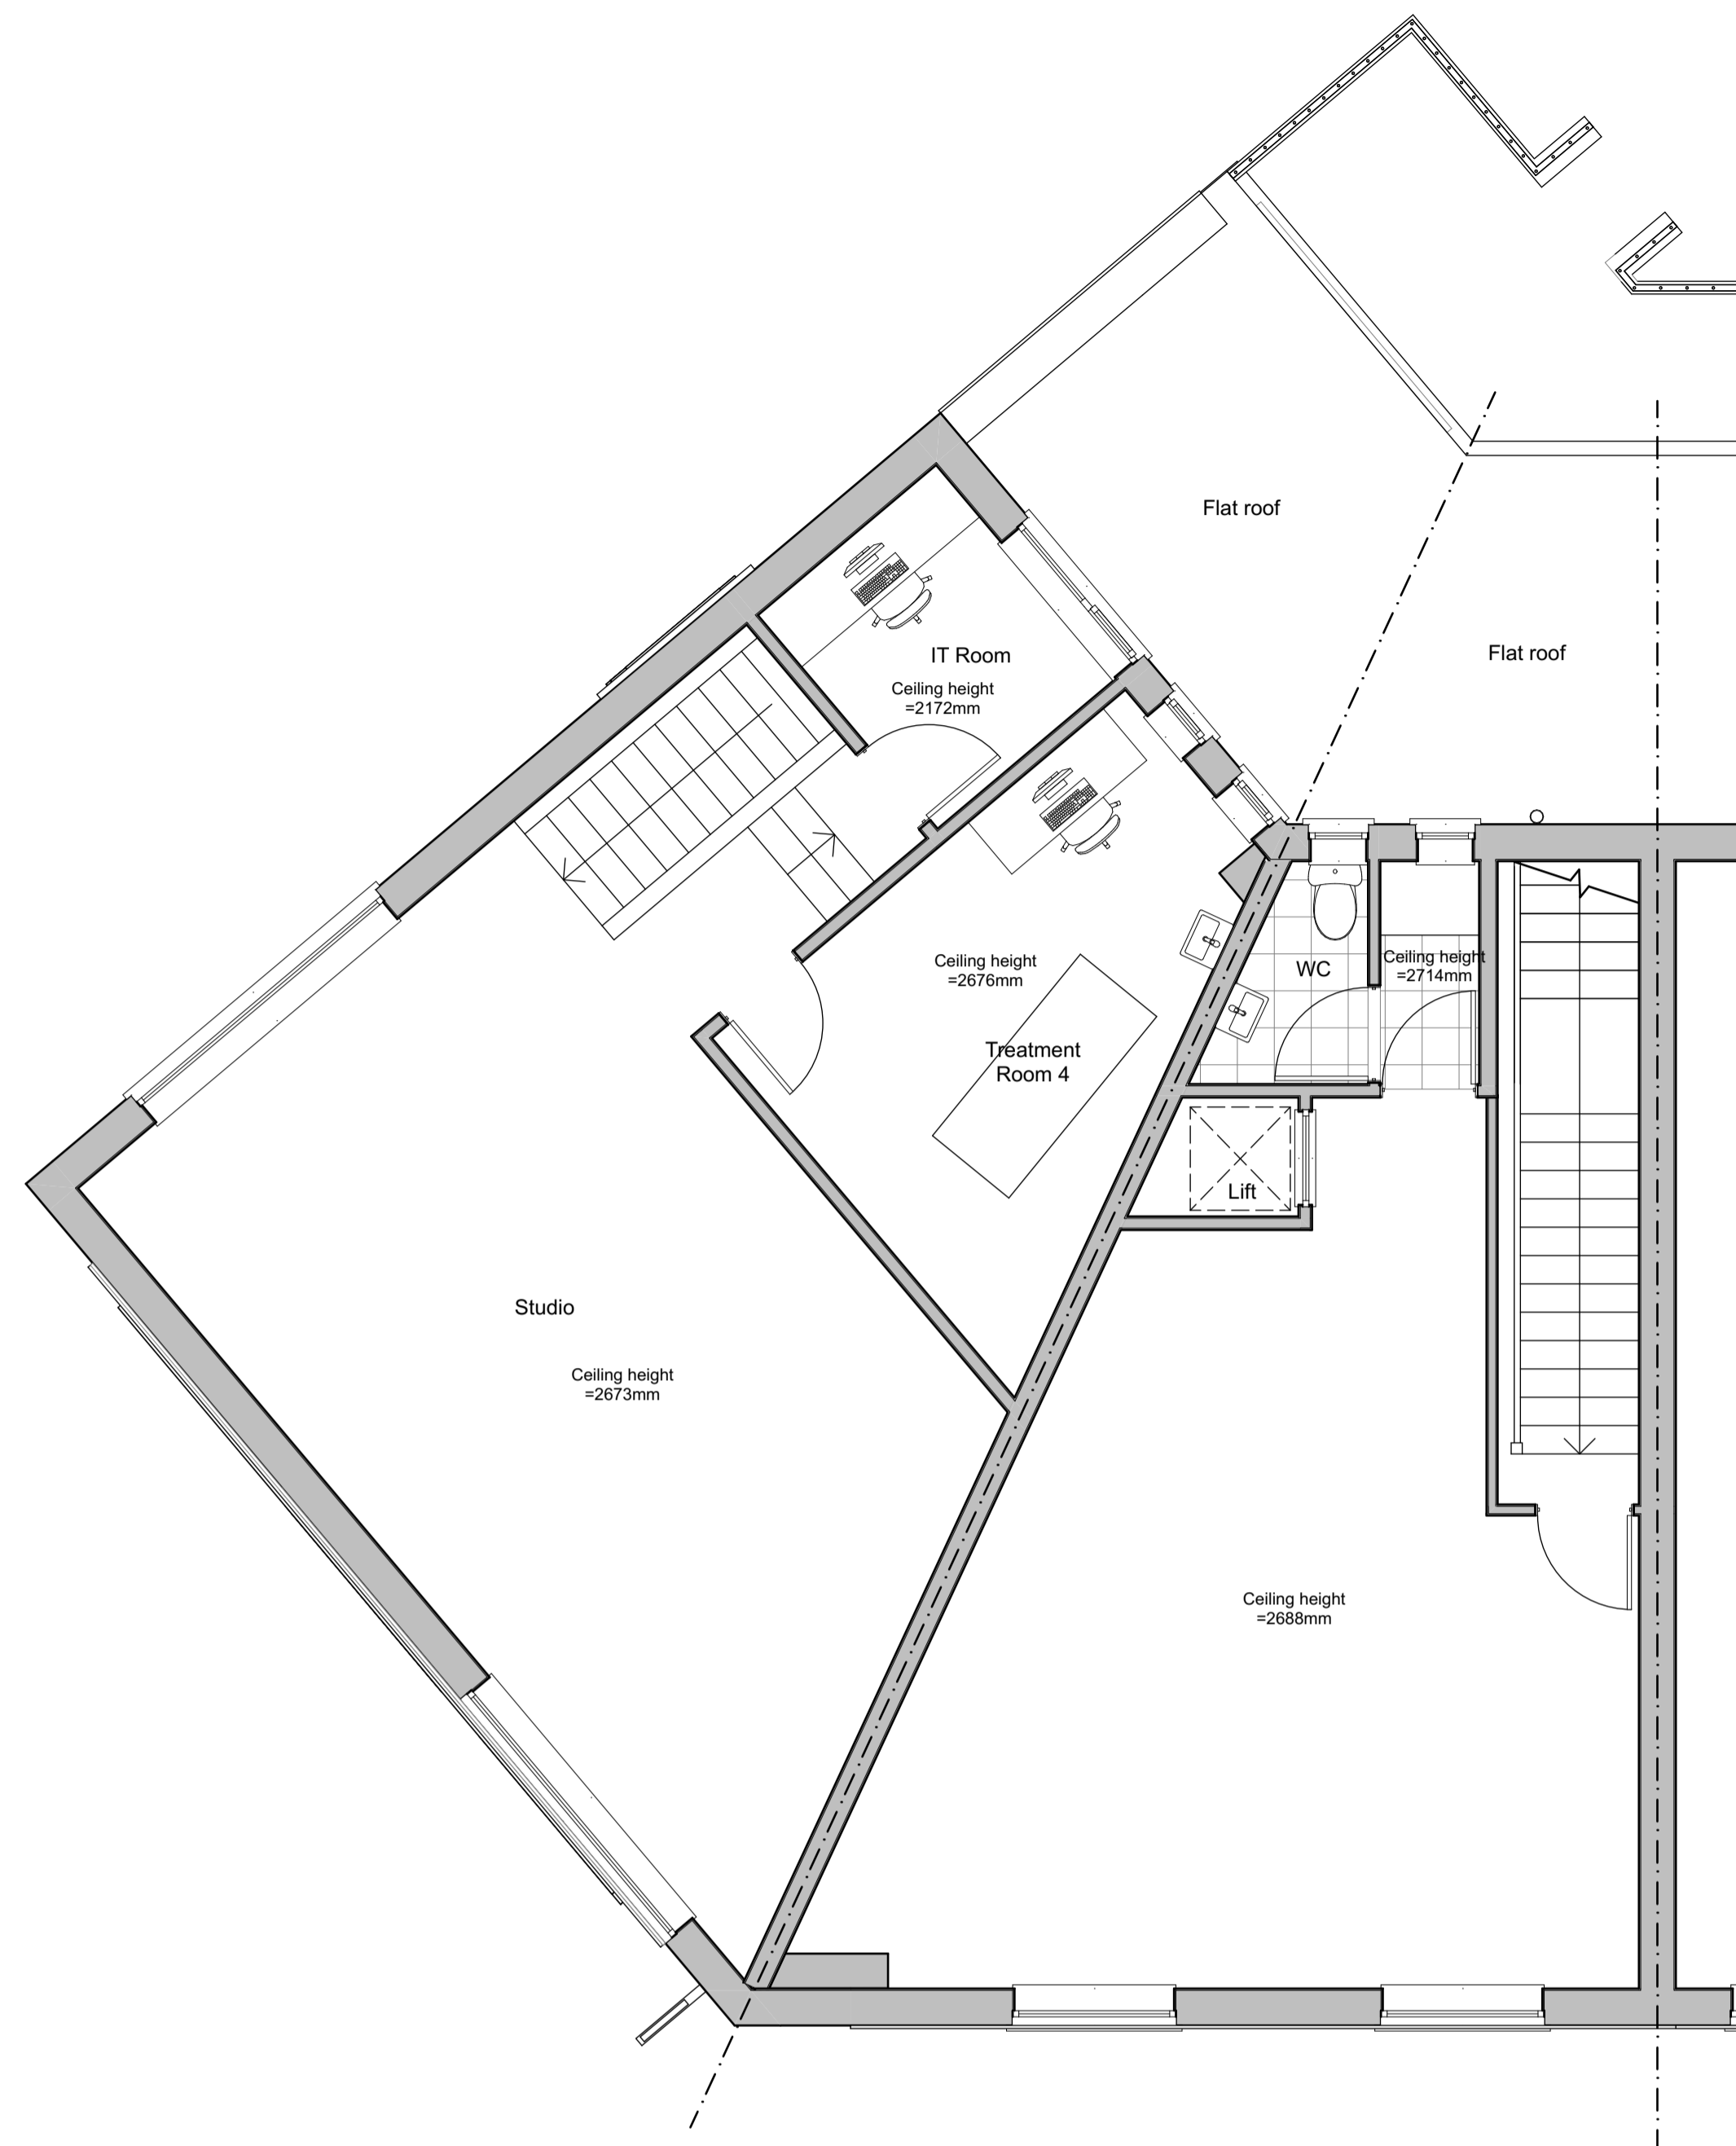 Flat roof
Flat roof
IT Room
Ceiling height
=2172mm
Ceiling height
=2676mm
WC
Ceiling height
=2714mm
Treatment
Room 4
Lift
Studio
Ceiling height
=2673mm
Ceiling height
=2688mm